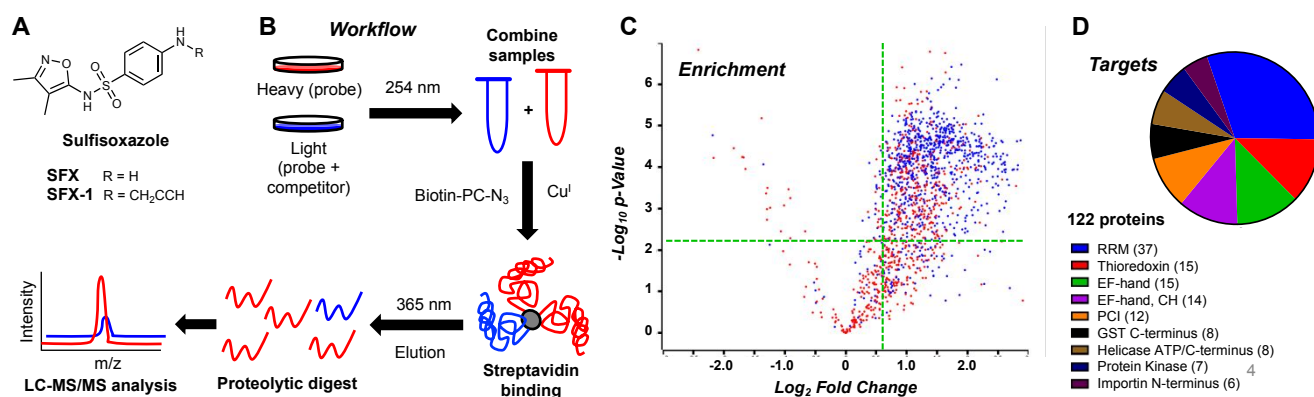 A
H
N
R
N
O
O
S
O
NH
Sulfisoxazole
SFX R = H
SFX-1 R = CH₂CCH
B
Workflow
Heavy (probe)
Light
(probe +
competitor)
254 nm
Combine
samples
+
Biotin-PC-N₃
Cuᴵ
Streptavidin
binding
365 nm
Elution
Proteolytic digest
Intensity
m/z
LC-MS/MS analysis
C
Enrichment
-Log₁₀ p-Value
6
5
4
3
2
1
0
-2.0 -1.0 0 1.0 2.0
Log₂ Fold Change
D
Targets
122 proteins
RRM (37)
Thioredoxin (15)
EF-hand (15)
EF-hand, CH (14)
PCI (12)
GST C-terminus (8)
Helicase ATP/C-terminus (8)
Protein Kinase (7)
Importin N-terminus (6)
4